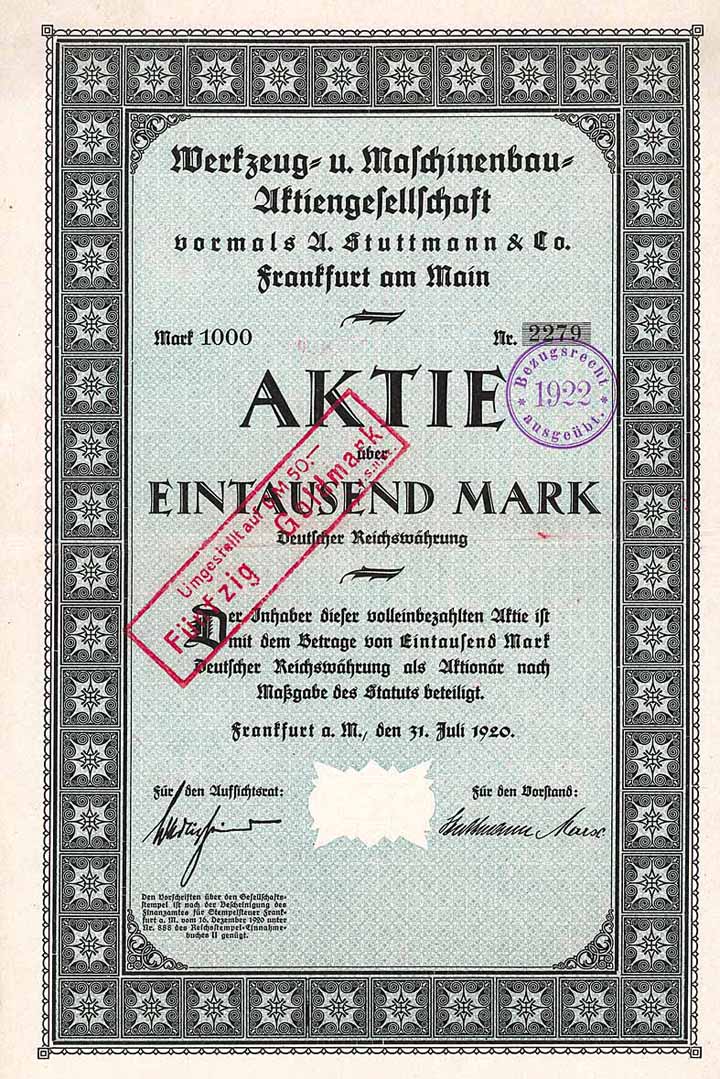 Werkzeug- u. Maschinenbau-
Aktiengesellschaft
vormals A. Stuttmann & Co.
Frankfurt am Main
Mark 1000
Nr. 2279
Bezugsrecht
1922
ausgeübt.
AKTIE
über
EINTAUSEND MARK
Deutscher Reichswährung
Umgestellt auf GM 50.-
Fünfzig Goldmark
Der Inhaber dieser volleinbezahlten Aktie ist
mit dem Betrage von Eintausend Mark
Deutscher Reichswährung als Aktionär nach
Maßgabe des Statuts beteiligt.
Frankfurt a. M., den 31. Juli 1920.
Für den Aufsichtsrat:
Für den Vorstand:
Stuttmann Marx
Den Vorschriften über den Gesellschafts-
stempel ist nach der Bescheinigung des
Finanzamtes für Stempelsteuer Frank-
furt a. M. vom 16. Dezember 1920 unter
Nr. 888 des Reichsstempel-Einnahme-
buches II genügt.